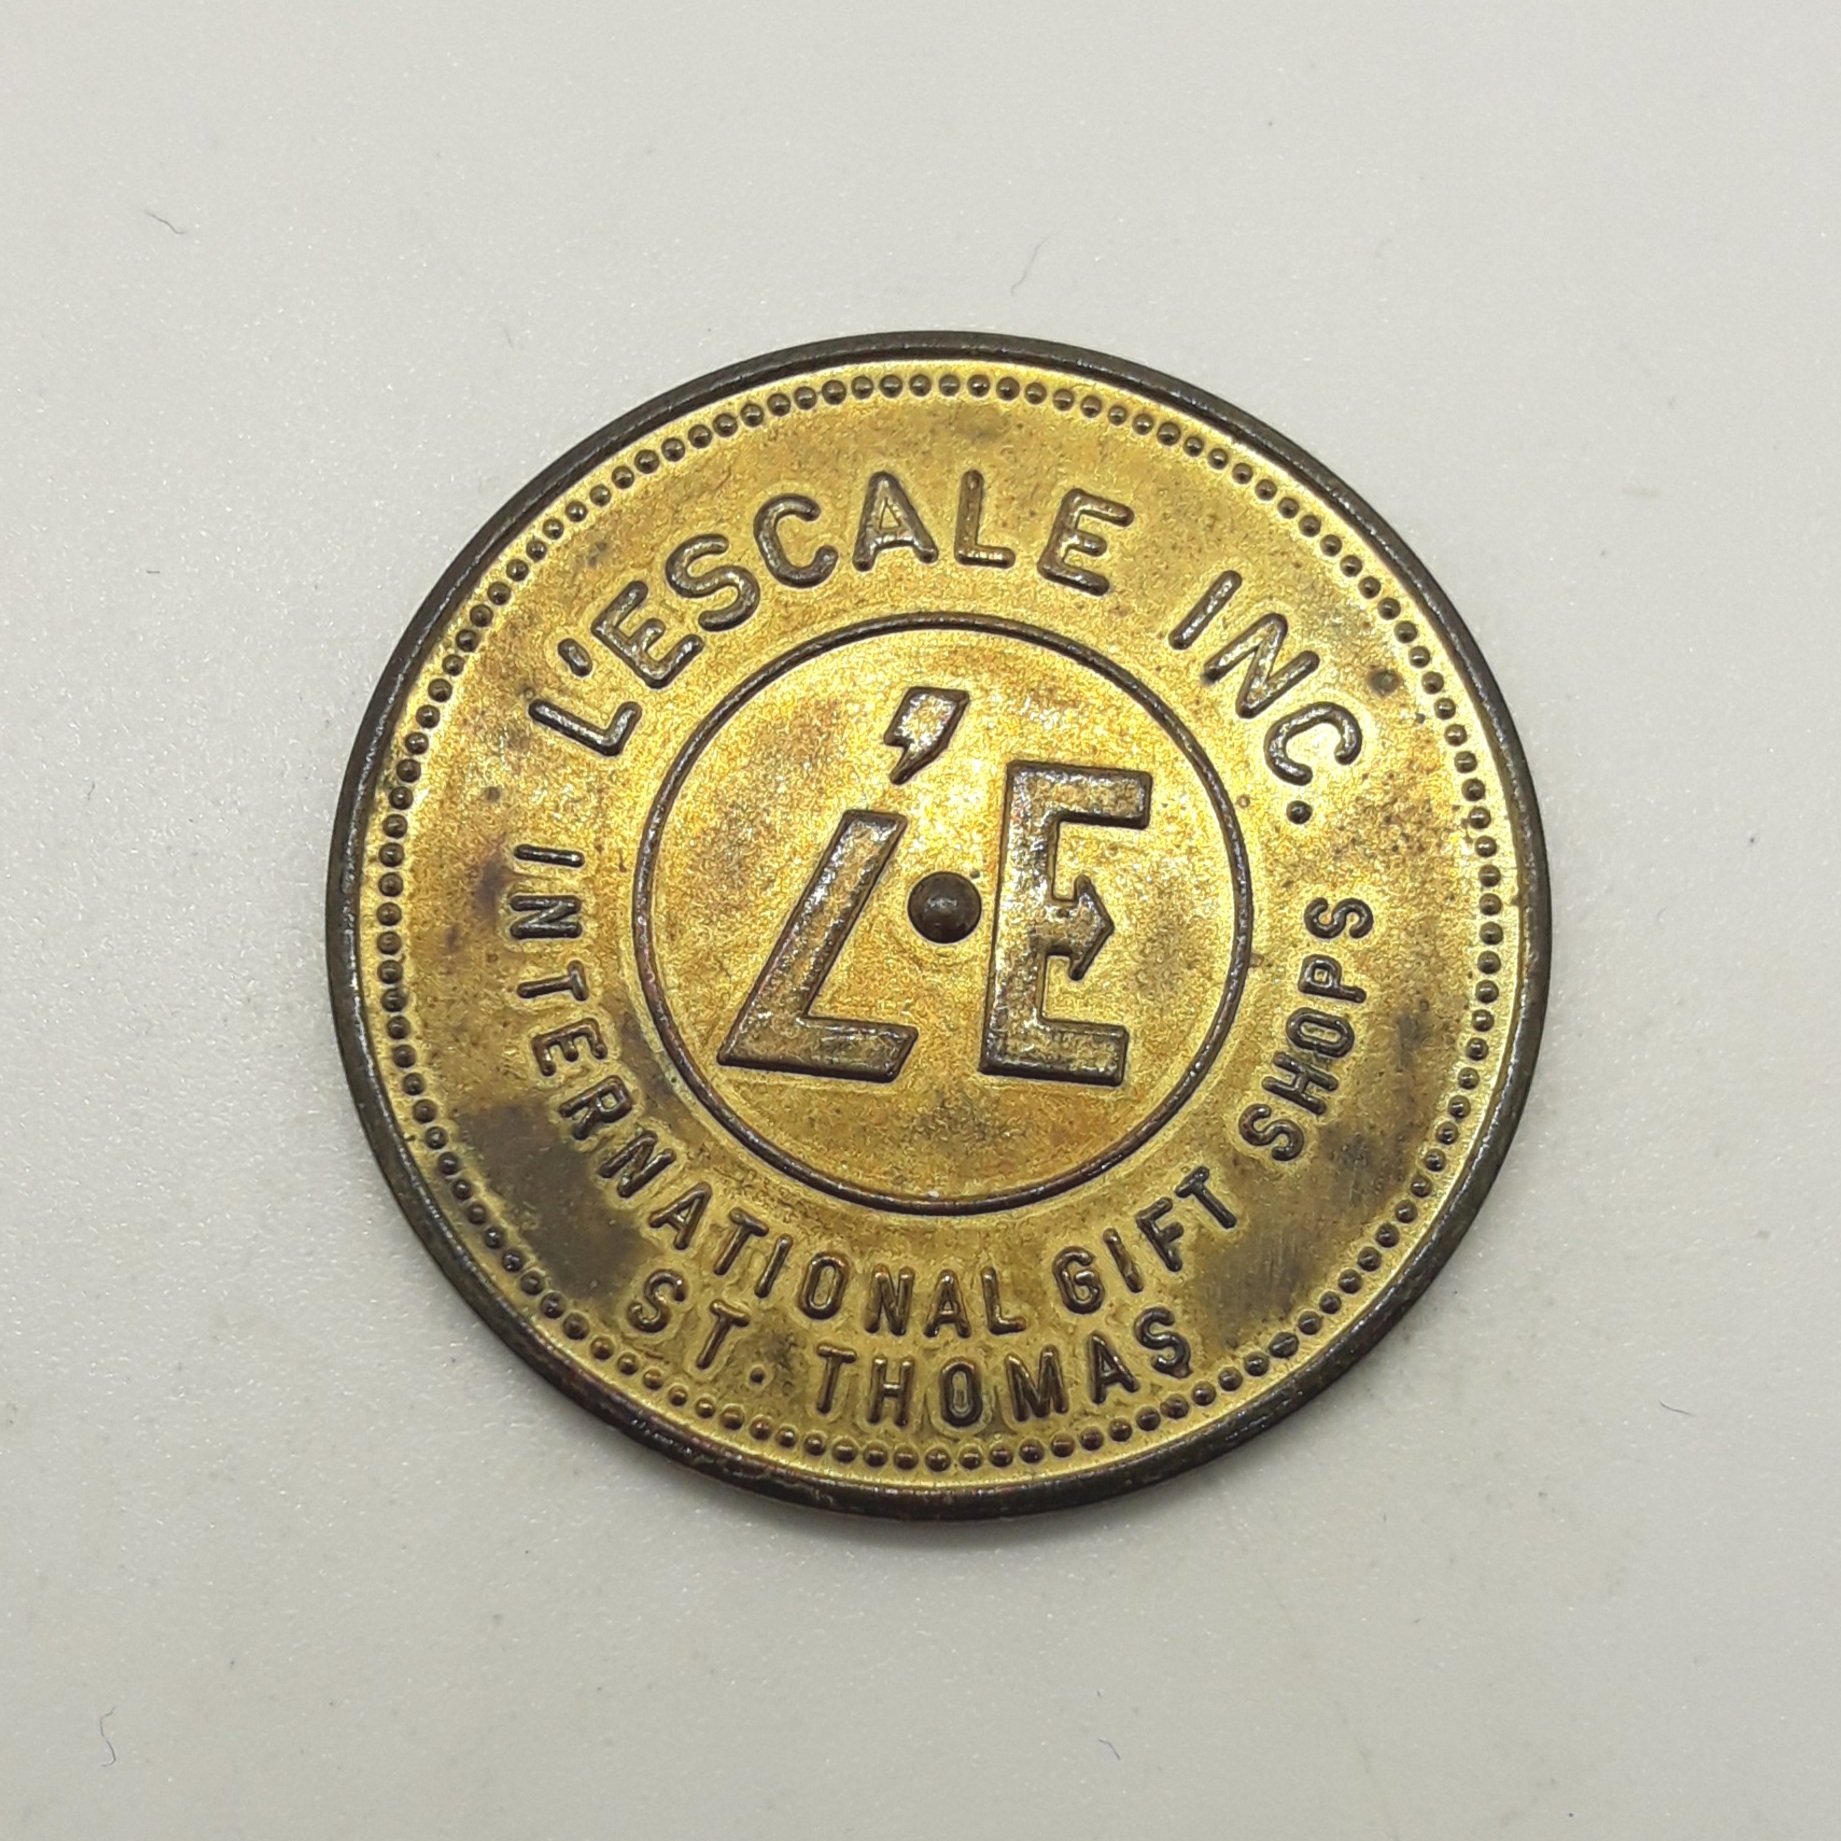 L'ESCALE INC.
L'E
INTERNATIONAL GIFT SHOPS
ST. THOMAS